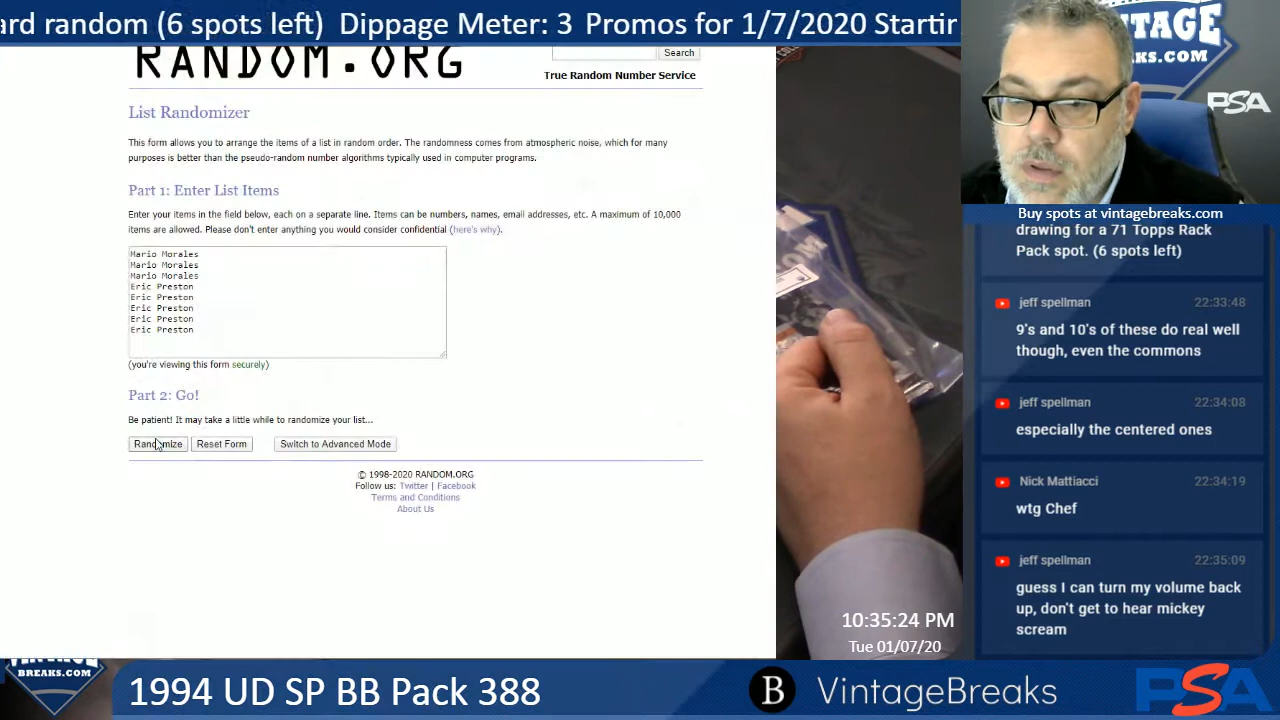 ard random (6 spots left) Dippage Meter: 3 Promos for 1/7/2020 Startin
RANDOM.ORG
Search
True Random Number Service
List Randomizer
This form allows you to arrange the items of a list in random order. The randomness comes from atmospheric noise, which for many
purposes is better than the pseudo-random number algorithms typically used in computer programs.
Part 1: Enter List Items
Enter your items in the field below, each on a separate line. Items can be numbers, names, email addresses, etc. A maximum of 10,000
items are allowed. Please don't enter anything you would consider confidential (here's why).
Mario Morales
Mario Morales
Mario Morales
Eric Preston
Eric Preston
Eric Preston
Eric Preston
Eric Preston
(you're viewing this form securely)
Part 2: Go!
Be patient! It may take a little while to randomize your list...
Randomize Reset Form Switch to Advanced Mode
© 1998-2020 RANDOM.ORG
Follow us: Twitter | Facebook
Terms and Conditions
About Us
VINTAGE
KS.COM
PSA
Buy spots at vintagebreaks.com
drawing for a 71 Topps Rack
Pack spot. (6 spots left)
jeff spellman 22:33:48
9's and 10's of these do real well
though, even the commons
jeff spellman 22:34:08
especially the centered ones
Nick Mattiacci 22:34:19
wtg Chef
jeff spellman 22:35:09
guess I can turn my volume back
up, don't get to hear mickey
scream
10:35:24 PM
Tue 01/07/20
VINTAGE
BREAKS.COM
1994 UD SP BB Pack 388
B VintageBreaks
PSA